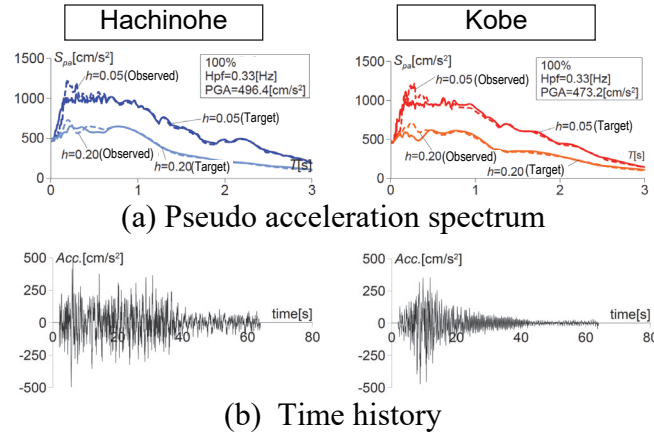 Hachinohe
Kobe
Spa[cm/s²]
1500
1000
500
0
0 1 2 3
h=0.05(Observed)
100%
Hpf=0.33[Hz]
PGA=496.4[cm/s²]
h=0.05(Target)
h=0.20(Observed)
h=0.20(Target)
T[s]
Spa[cm/s²]
1500
1000
500
0
0 1 2 3
h=0.05(Observed)
100%
Hpf=0.33[Hz]
PGA=473.2[cm/s²]
h=0.05(Target)
h=0.20(Observed)
h=0.20(Target)
T[s]
(a) Pseudo acceleration spectrum
Acc.[cm/s²]
500
250
0
-250
-500
time[s]
0 20 40 60 80
Acc.[cm/s²]
500
250
0
-250
-500
time[s]
0 20 40 60 80
(b) Time history